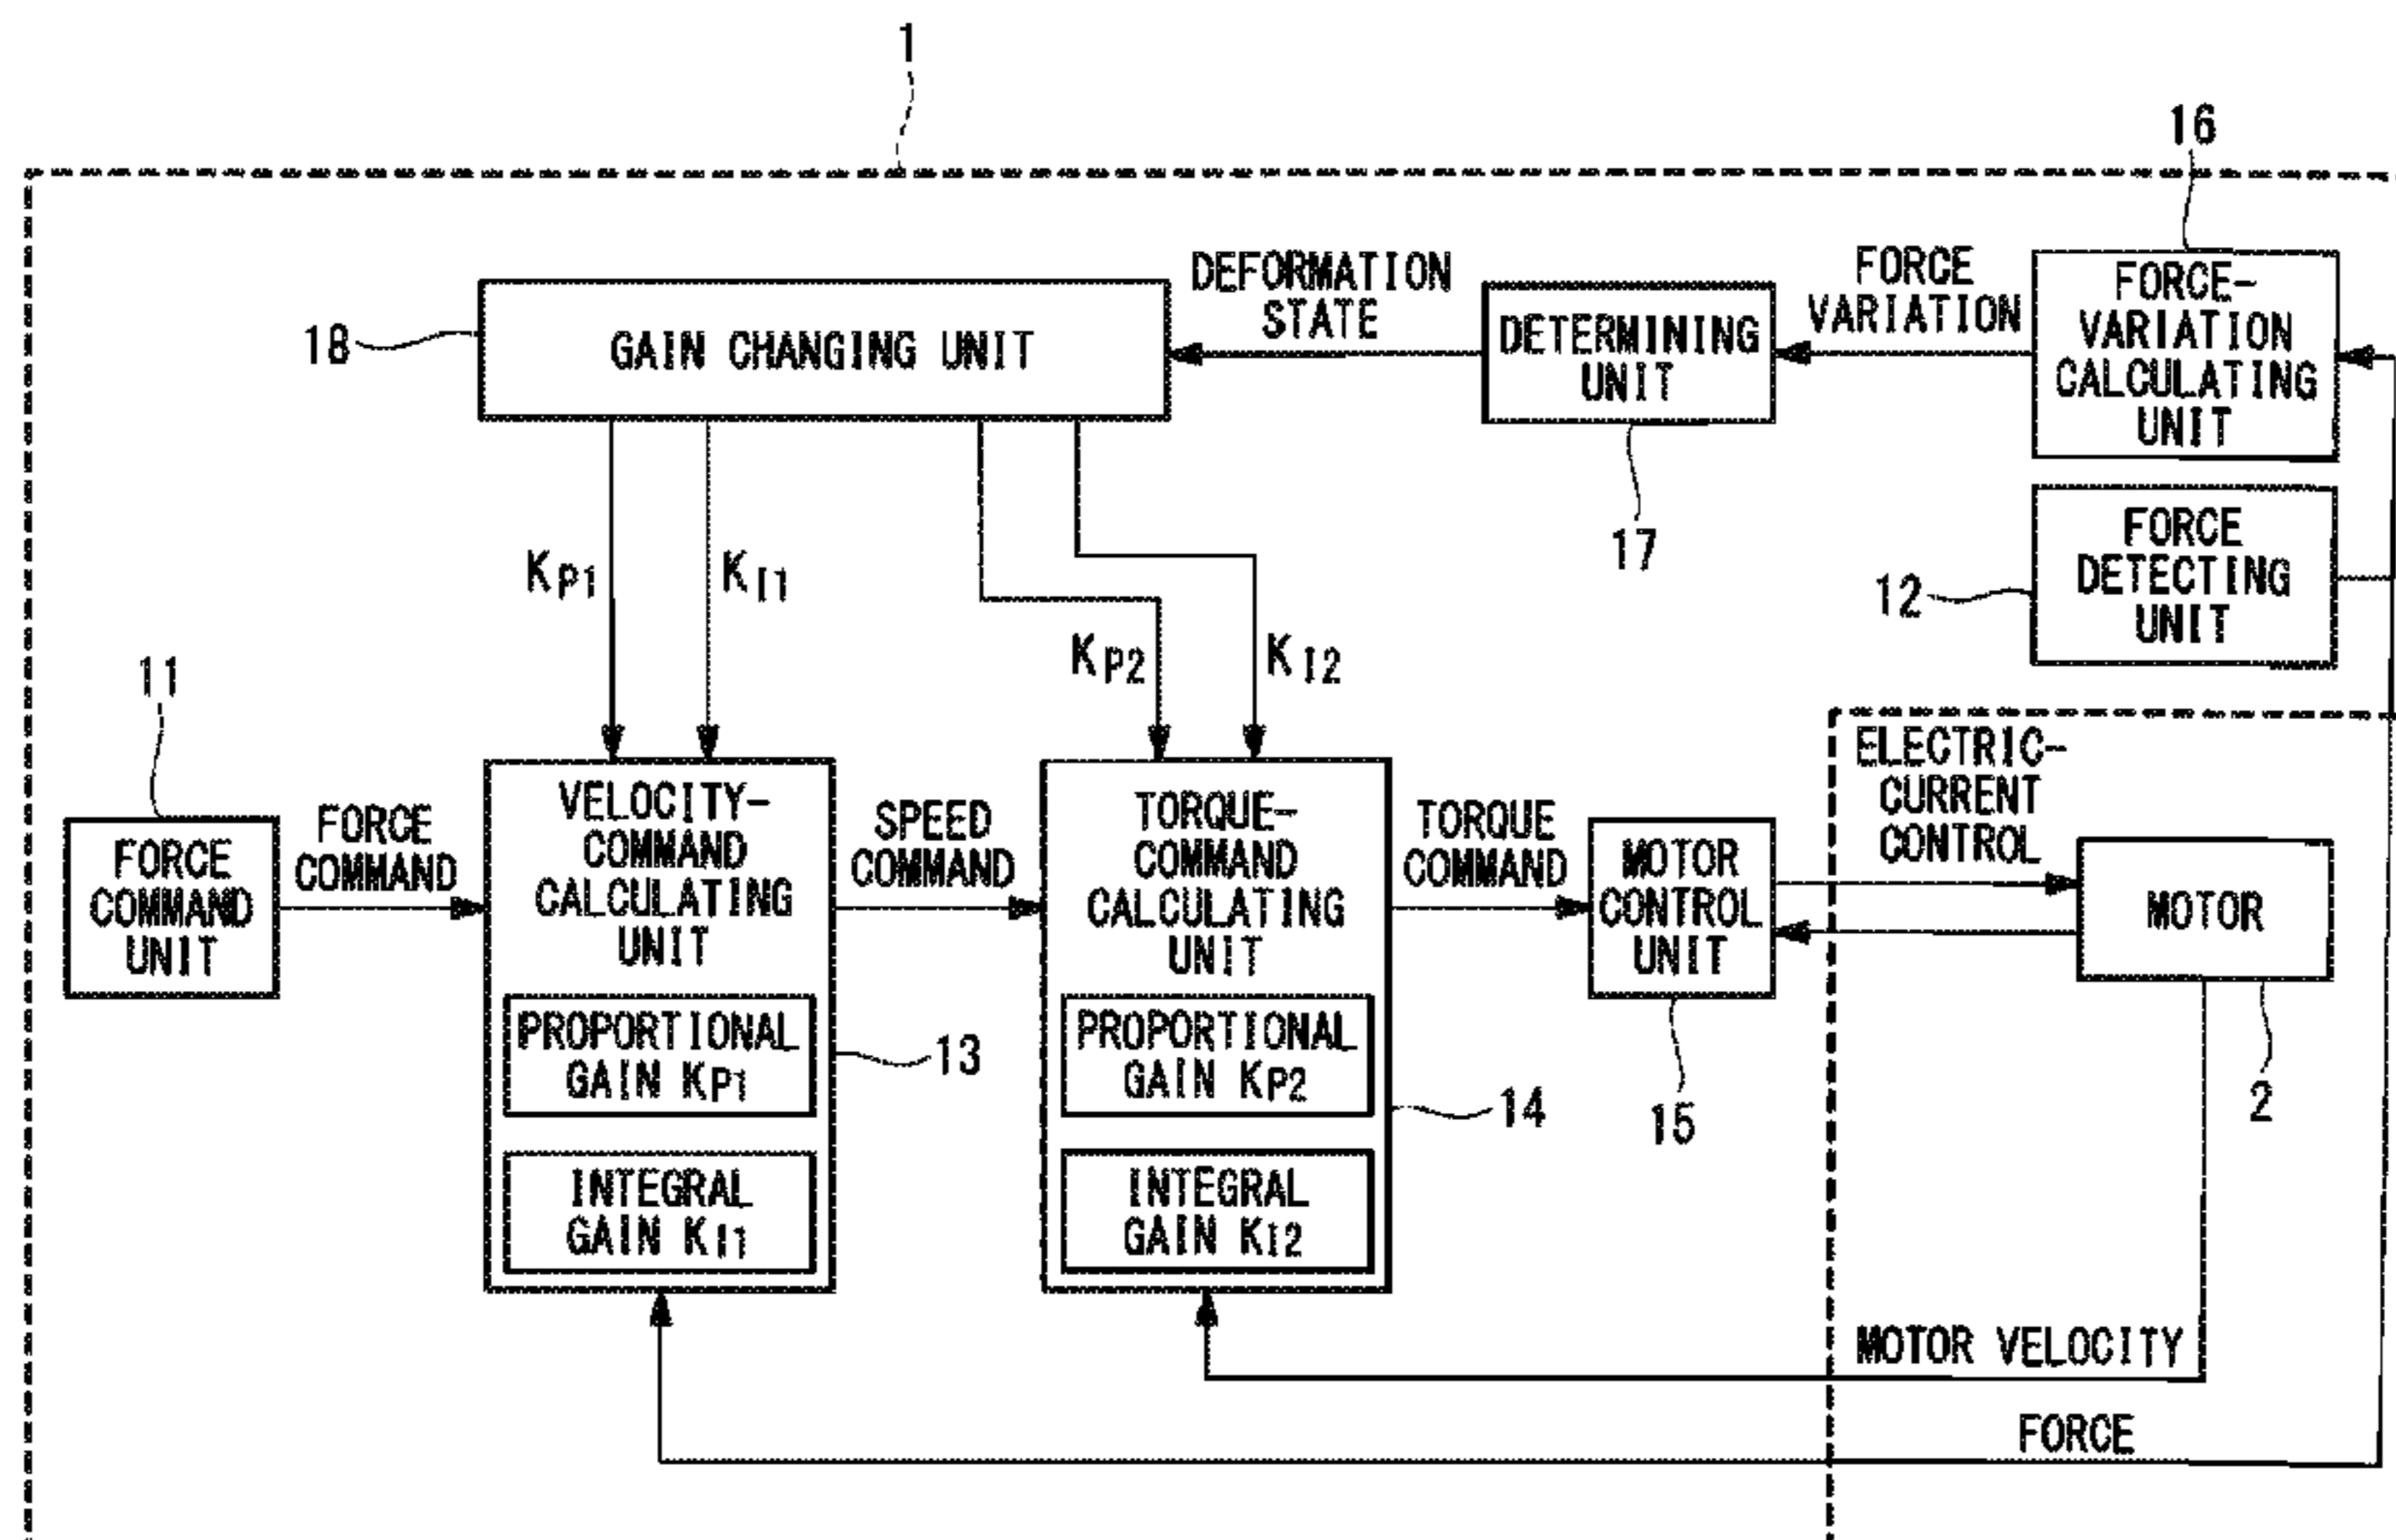 1
16
18
GAIN CHANGING UNIT
DEFORMATION
STATE
DETERMINING
UNIT
17
FORCE
VARIATION
FORCE-
VARIATION
CALCULATING
UNIT
FORCE
DETECTING
UNIT
12
KP1
KI1
KP2
KI2
11
FORCE
COMMAND
UNIT
FORCE
COMMAND
VELOCITY-
COMMAND
CALCULATING
UNIT
PROPORTIONAL
GAIN KP1
INTEGRAL
GAIN KI1
13
SPEED
COMMAND
TORQUE-
COMMAND
CALCULATING
UNIT
PROPORTIONAL
GAIN KP2
INTEGRAL
GAIN KI2
14
TORQUE
COMMAND
MOTOR
CONTROL
UNIT
15
ELECTRIC-
CURRENT
CONTROL
MOTOR
2
MOTOR VELOCITY
FORCE